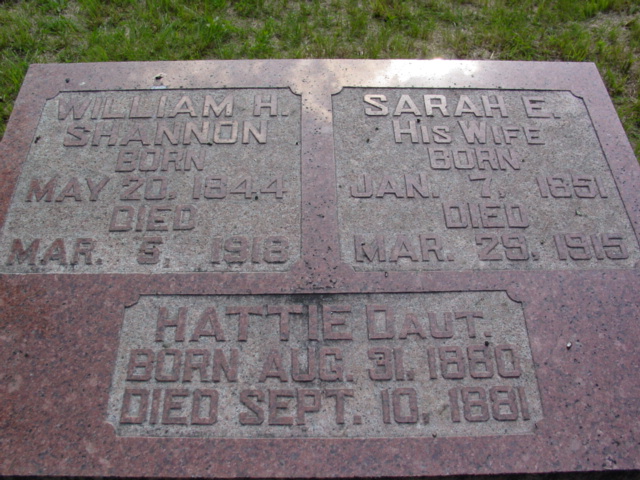 WILLIAM H.
SHANNON
BORN
MAY 20, 1844
DIED
MAR. 5, 1918
SARAH E.
HIS WIFE
BORN
JAN. 7, 1851
DIED
MAR. 29, 1915
HATTIE DAUT.
BORN AUG. 31, 1880
DIED SEPT. 10, 1881